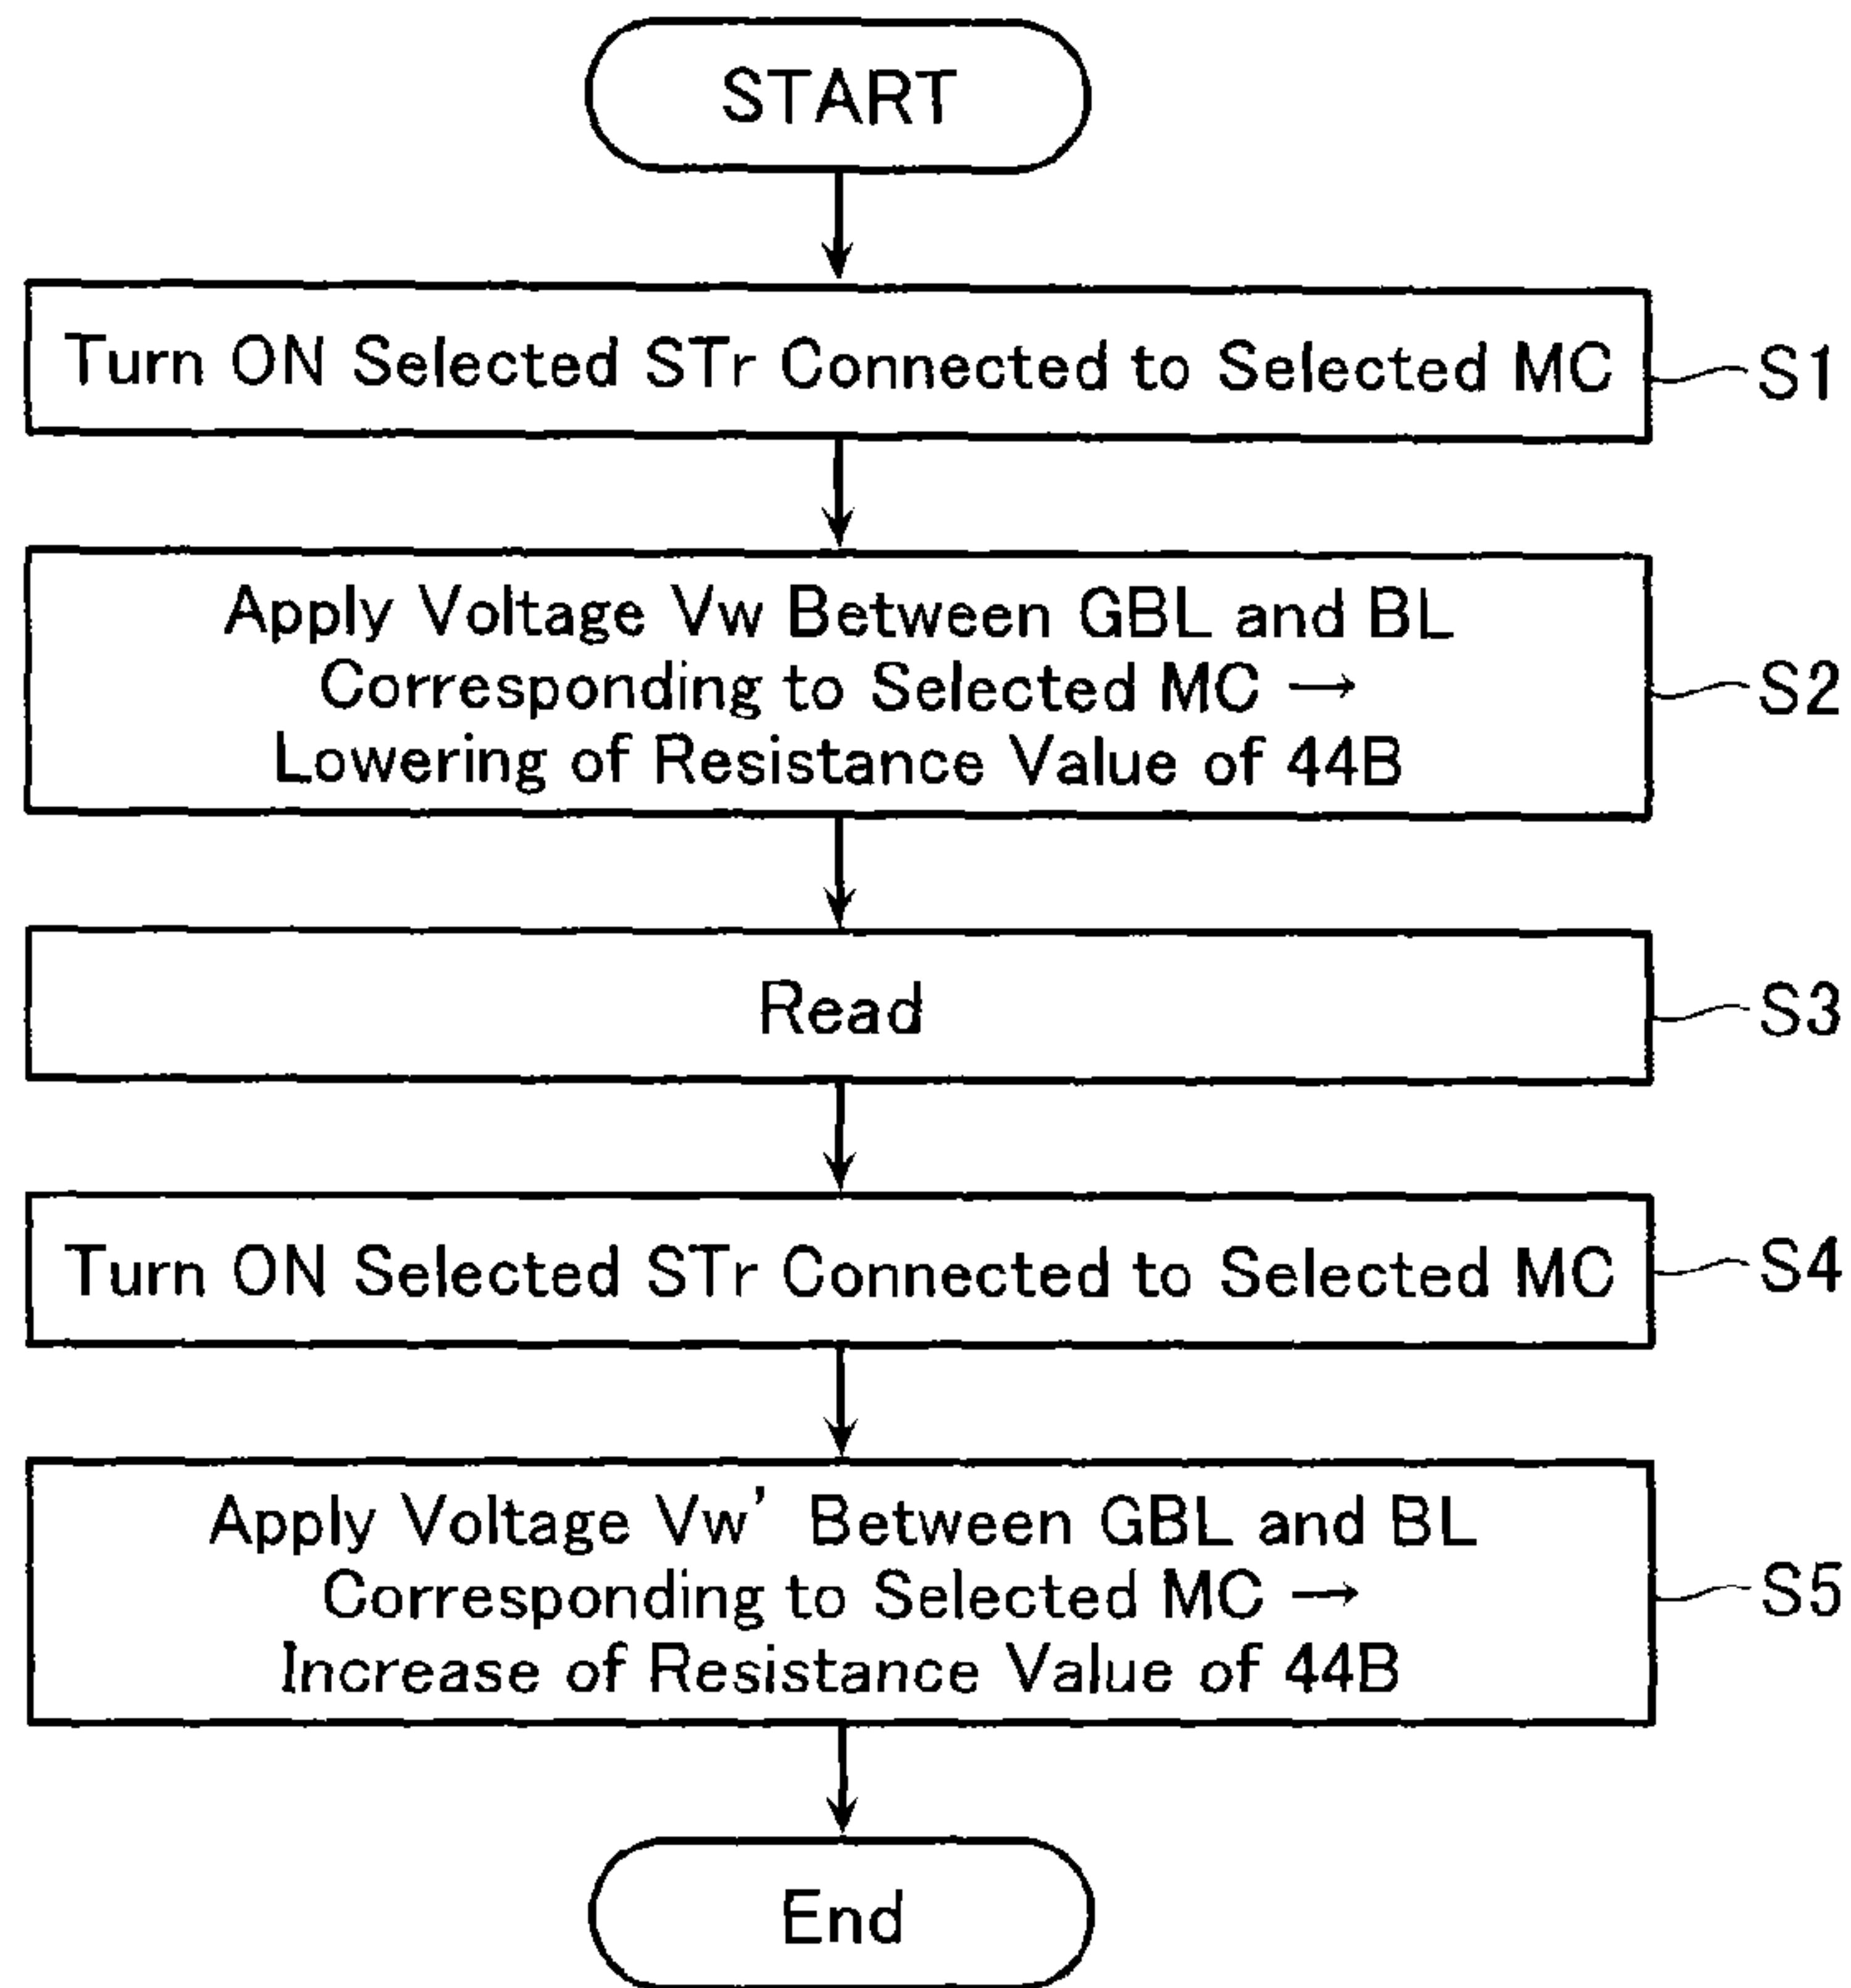 START
Turn ON Selected STr Connected to Selected MC
S1
Apply Voltage Vw Between GBL and BL
Corresponding to Selected MC →
Lowering of Resistance Value of 44B
S2
Read
S3
Turn ON Selected STr Connected to Selected MC
S4
Apply Voltage Vw' Between GBL and BL
Corresponding to Selected MC →
Increase of Resistance Value of 44B
S5
End